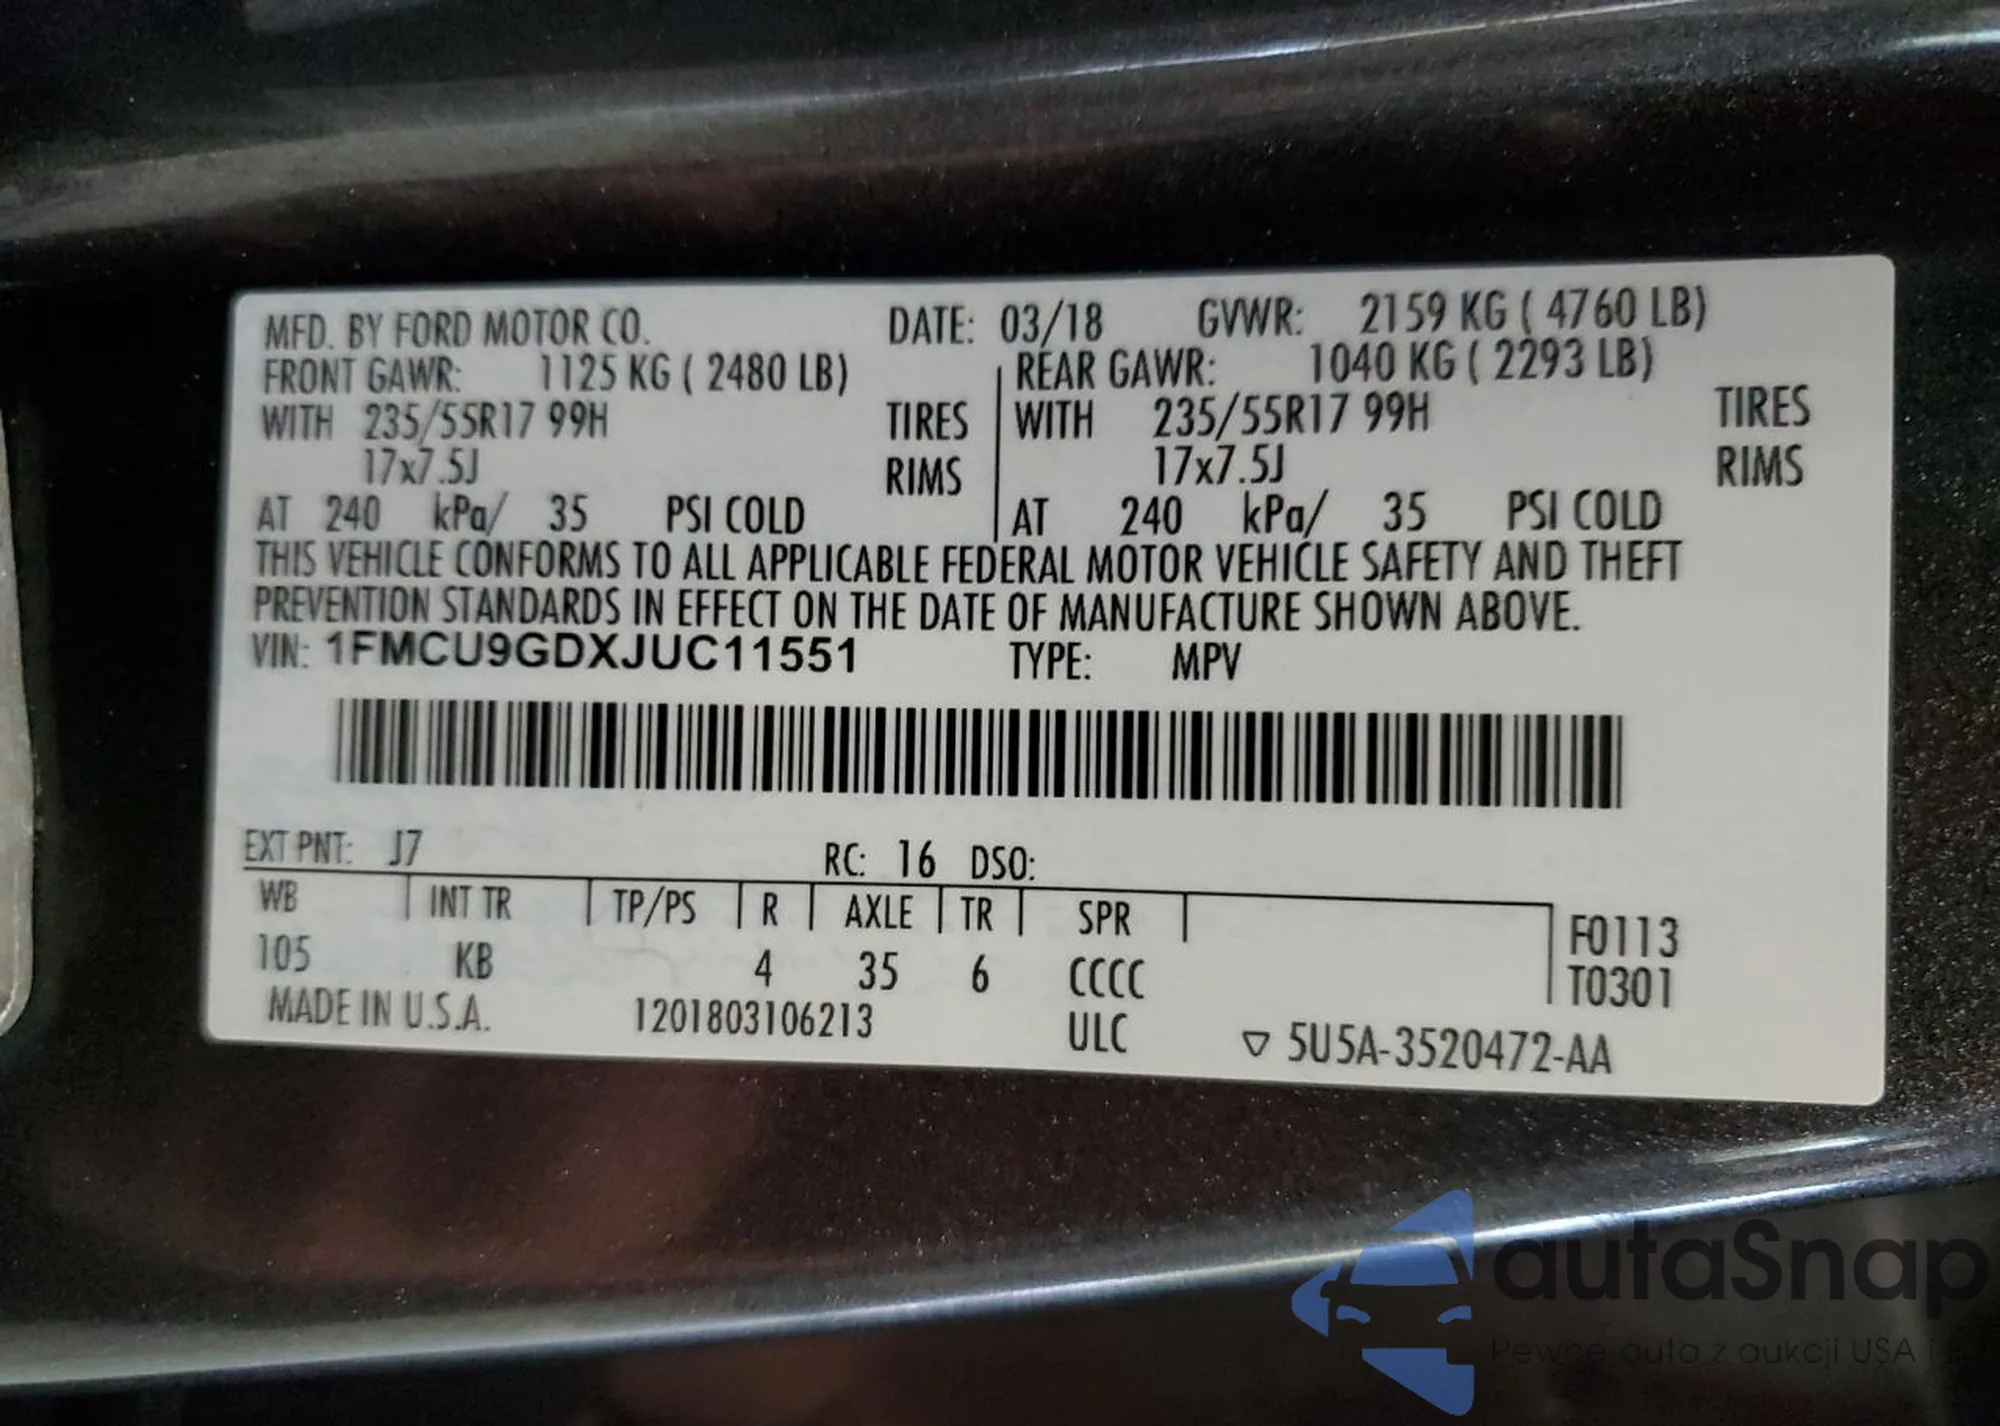 MFD. BY FORD MOTOR CO. DATE: 03/18 GVWR: 2159 KG ( 4760 LB)
FRONT GAWR: 1125 KG ( 2480 LB) REAR GAWR: 1040 KG ( 2293 LB)
WITH 235/55R17 99H TIRES WITH 235/55R17 99H TIRES
17x7.5J RIMS 17x7.5J RIMS
AT 240 kPa/ 35 PSI COLD AT 240 kPa/ 35 PSI COLD
THIS VEHICLE CONFORMS TO ALL APPLICABLE FEDERAL MOTOR VEHICLE SAFETY AND THEFT
PREVENTION STANDARDS IN EFFECT ON THE DATE OF MANUFACTURE SHOWN ABOVE.
VIN: 1FMCU9GDXJUC11551 TYPE: MPV
EXT PNT: J7 RC: 16 DSO:
WB INT TR TP/PS R AXLE TR SPR F0113
105 KB 4 35 6 CCCC T0301
MADE IN U.S.A. 1201803106213 ULC ▽ 5U5A-3520472-AA
autaSnap
Pewne auta z aukcji USA i